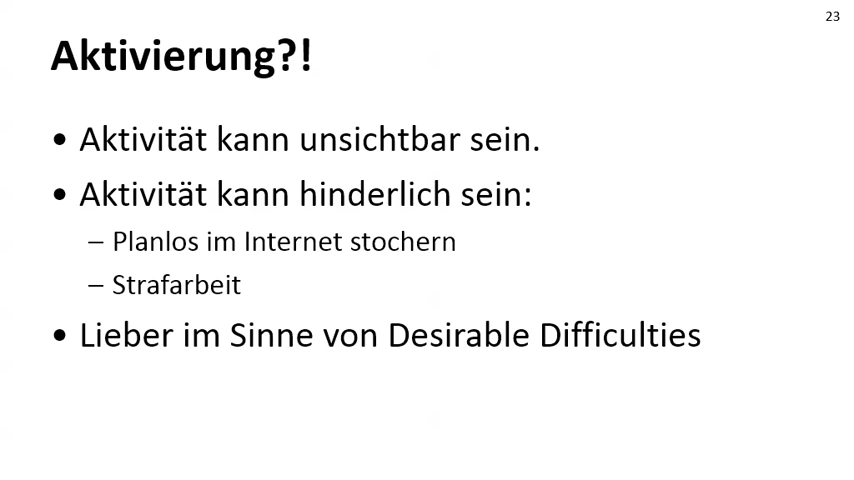 23
Aktivierung?!
• Aktivität kann unsichtbar sein.
• Aktivität kann hinderlich sein:
– Planlos im Internet stochern
– Strafarbeit
• Lieber im Sinne von Desirable Difficulties